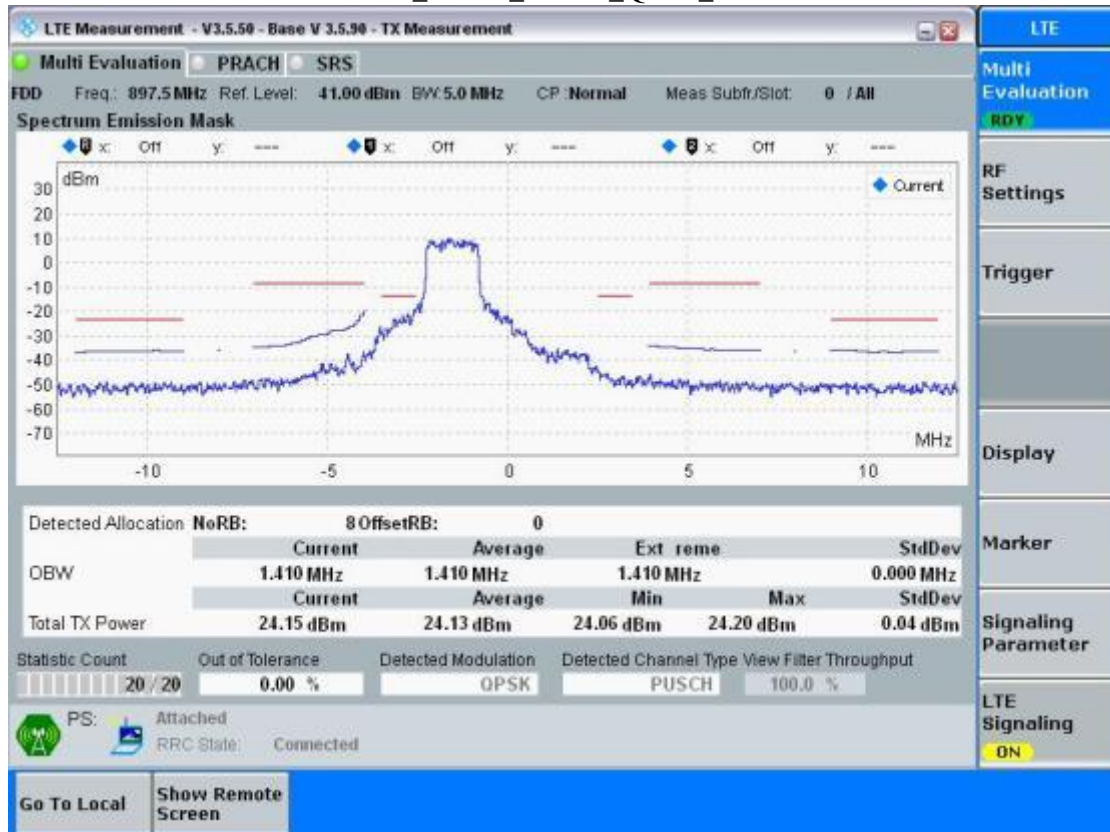 LTE Measurement - V3.5.50 - Base V 3.5.90 - TX Measurement
LTE
Multi Evaluation PRACH SRS
Multi
Evaluation
RDY
FDD Freq.: 897.5 MHz Ref. Level: 41.00 dBm BW: 5.0 MHz CP :Normal Meas Subfr/Slot: 0 / All
Spectrum Emission Mask
x: Off y: --- x: Off y: --- x: Off y: ---
dBm
Current
30
20
10
0
-10
-20
-30
-40
-50
-60
-70
MHz
-10 -5 0 5 10
RF
Settings
Trigger
Display
Marker
Signaling
Parameter
LTE
Signaling
ON
Detected Allocation NoRB: 8 OffsetRB: 0
Current Average Ext reme StdDev
OBW 1.410 MHz 1.410 MHz 1.410 MHz 0.000 MHz
Current Average Min Max StdDev
Total TX Power 24.15 dBm 24.13 dBm 24.06 dBm 24.20 dBm 0.04 dBm
Statistic Count Out of Tolerance Detected Modulation Detected Channel Type View Filter Throughput
20 / 20 0.00 % QPSK PUSCH 100.0 %
PS: Attached
RRC State: Connected
Go To Local
Show Remote
Screen